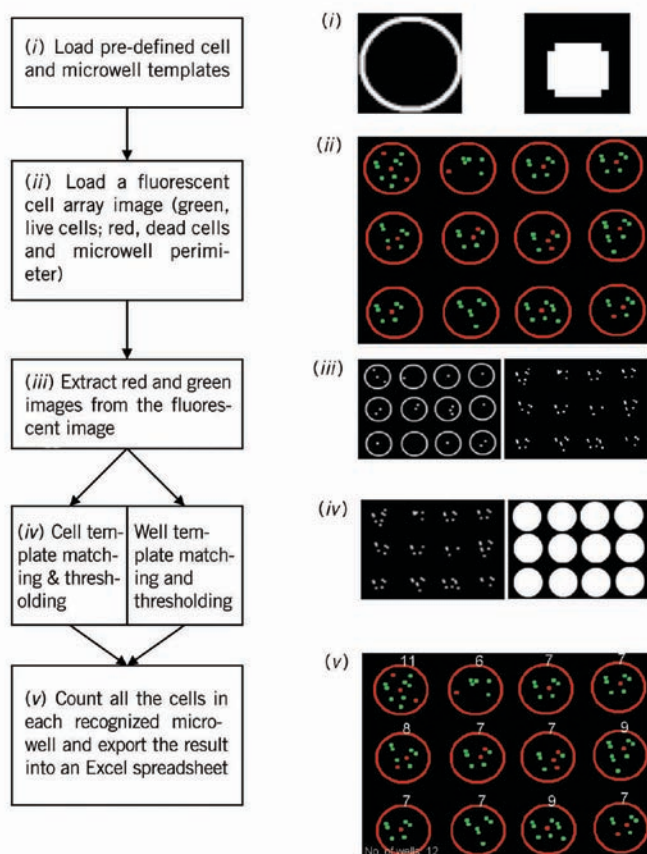 (i) Load pre-defined cell
and microwell templates
(ii) Load a fluorescent
cell array image (green,
live cells; red, dead cells
and microwell perimi-
eter)
(iii) Extract red and green
images from the fluores-
cent image
(iv) Cell tem-
plate match-
ing & thresh-
olding
Well tem-
plate match-
ing and
thresholding
(v) Count all the cells in
each recognized micro-
well and export the result
into an Excel spreadsheet
(i)
(ii)
(iii)
(iv)
(v)
11 6 7 7
8 7 7 9
7 7 9 7
No. of wells: 12